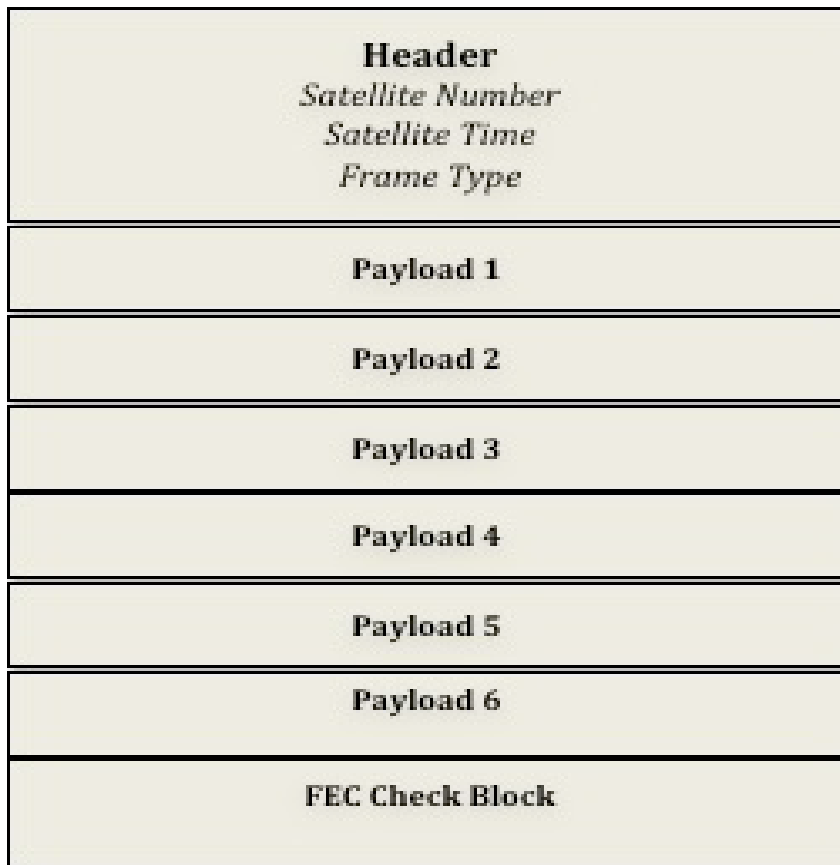 Header
Satellite Number
Satellite Time
Frame Type
Payload 1
Payload 2
Payload 3
Payload 4
Payload 5
Payload 6
FEC Check Block